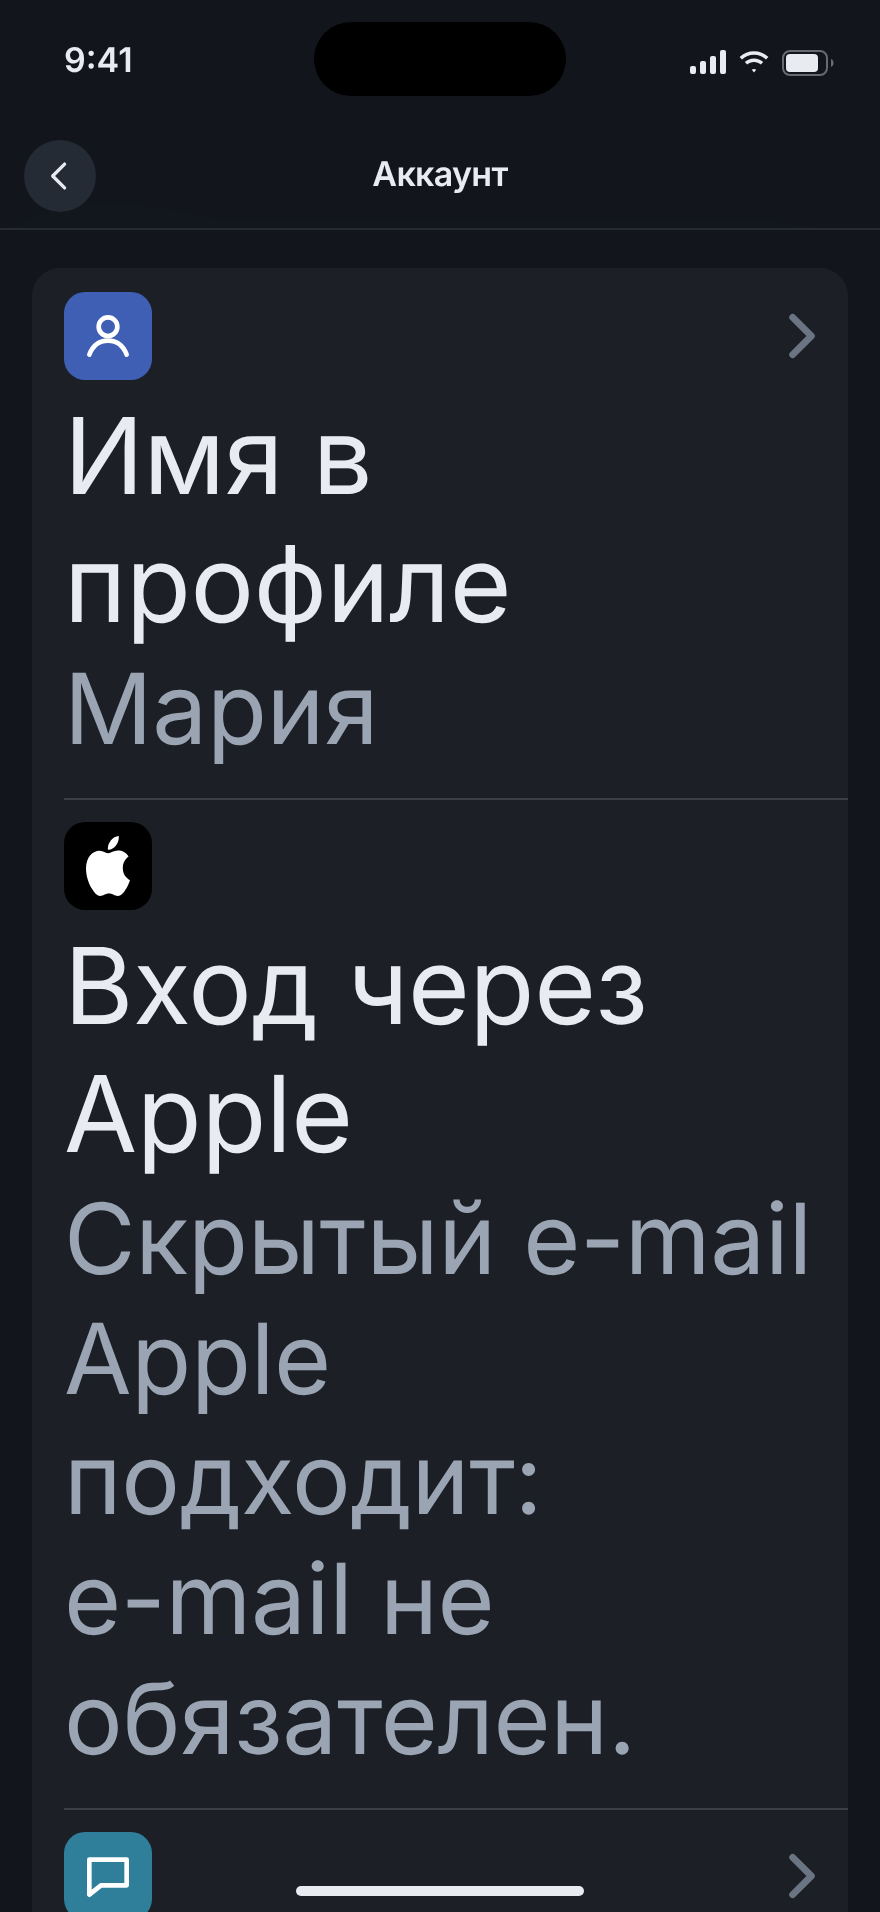 9:41
Аккаунт
Имя в
профиле
Мария
Вход через
Apple
Скрытый e-mail
Apple
подходит:
e-mail не
обязателен.